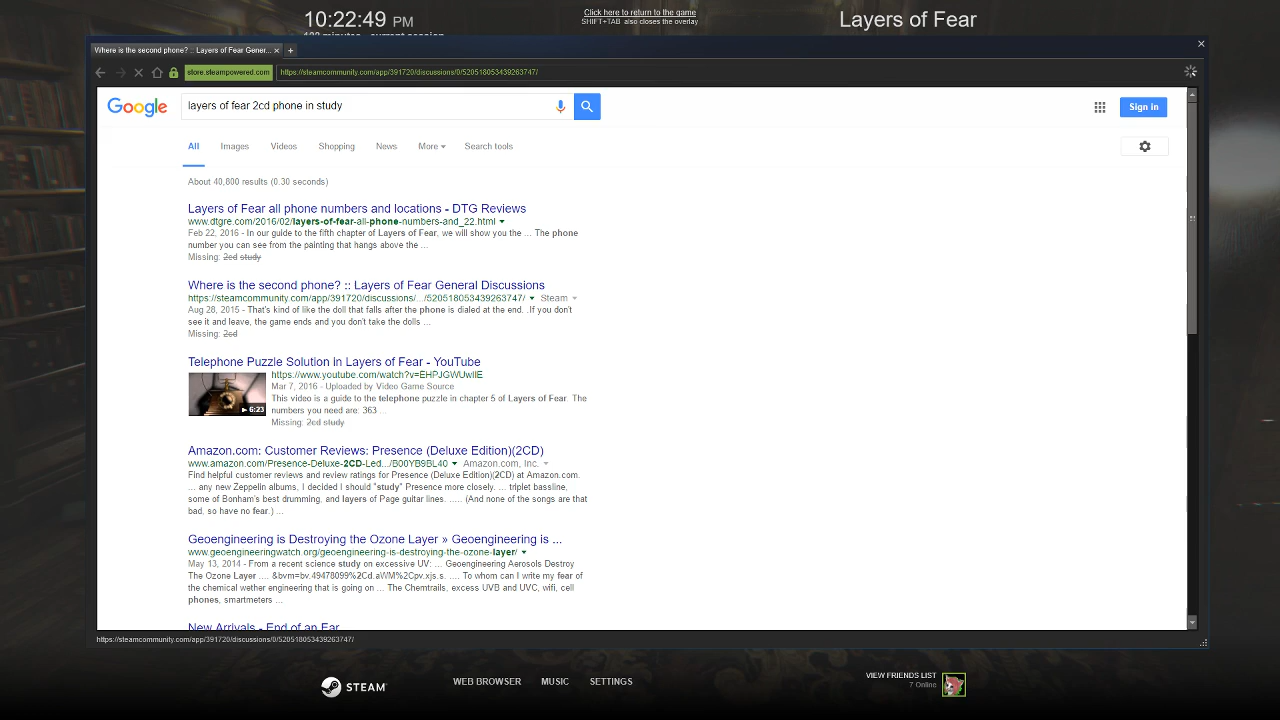 10:22:49 PM
Click here to return to the game
SHIFT+TAB also closes the overlay
Layers of Fear
current session
Where is the second phone? :: Layers of Fear Gener...
store.steampowered.com
https://steamcommunity.com/app/391720/discussions/0/520518053439263747/
Google
layers of fear 2cd phone in study
Sign in
All Images Videos Shopping News More Search tools
About 40,800 results (0.30 seconds)
Layers of Fear all phone numbers and locations - DTG Reviews
www.dtgre.com/2016/02/layers-of-fear-all-phone-numbers-and_22.html
Feb 22, 2016 - In our guide to the fifth chapter of Layers of Fear, we will show you the ... The phone
number you can see from the painting that hangs above the ...
Missing: 2cd study
Where is the second phone? :: Layers of Fear General Discussions
https://steamcommunity.com/app/391720/discussions/.../520518053439263747/ Steam
Aug 28, 2015 - That's kind of like the doll that falls after the phone is dialed at the end. .If you don't
see it and leave, the game ends and you don't take the dolls ...
Missing: 2cd
Telephone Puzzle Solution in Layers of Fear - YouTube
https://www.youtube.com/watch?v=EHPJGWUwIlE
Mar 7, 2016 - Uploaded by Video Game Source
This video is a guide to the telephone puzzle in chapter 5 of Layers of Fear. The
numbers you need are: 363 ...
6:23
Missing: 2cd study
Amazon.com: Customer Reviews: Presence (Deluxe Edition)(2CD)
www.amazon.com/Presence-Deluxe-2CD-Led.../B00YB9BL40 Amazon.com, Inc.
Find helpful customer reviews and review ratings for Presence (Deluxe Edition)(2CD) at Amazon.com.
... any new Zeppelin albums, I decided I should "study" Presence more closely. ... triplet bassline,
some of Bonham's best drumming, and layers of Page guitar lines. ..... (And none of the songs are that
bad, so have no fear.) ...
Geoengineering is Destroying the Ozone Layer » Geoengineering is ...
www.geoengineeringwatch.org/geoengineering-is-destroying-the-ozone-layer/
May 13, 2014 - From a recent science study on excessive UV: ... Geoengineering Aerosols Destroy
The Ozone Layer .... &bvm=bv.49478099%2Cd.aWM%2Cpv.xjs.s. .... To whom can I write my fear of
the chemical wether engineering that is going on ... The Chemtrails, excess UVB and UVC, wifi, cell
phones, smartmeters ...
New Arrivals - End of an Ear
https://steamcommunity.com/app/391720/discussions/0/520518053439263747/
STEAM
WEB BROWSER MUSIC SETTINGS
VIEW FRIENDS LIST
7 Online